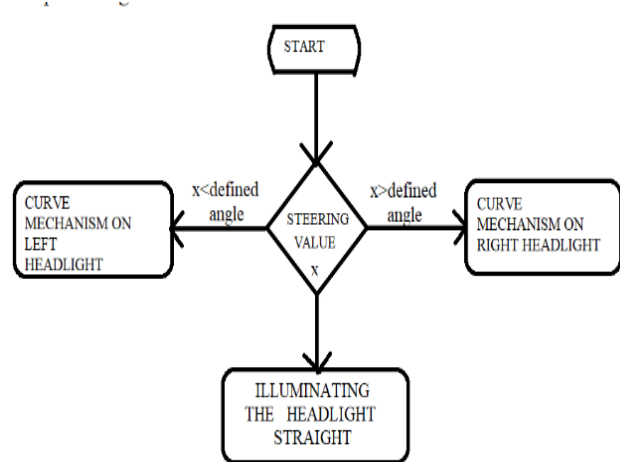 START
x<defined
angle
x>defined
angle
CURVE
MECHANISM ON
LEFT
HEADLIGHT
STEERING
VALUE
x
CURVE
MECHANISM ON
RIGHT HEADLIGHT
ILLUMINATING
THE HEADLIGHT
STRAIGHT